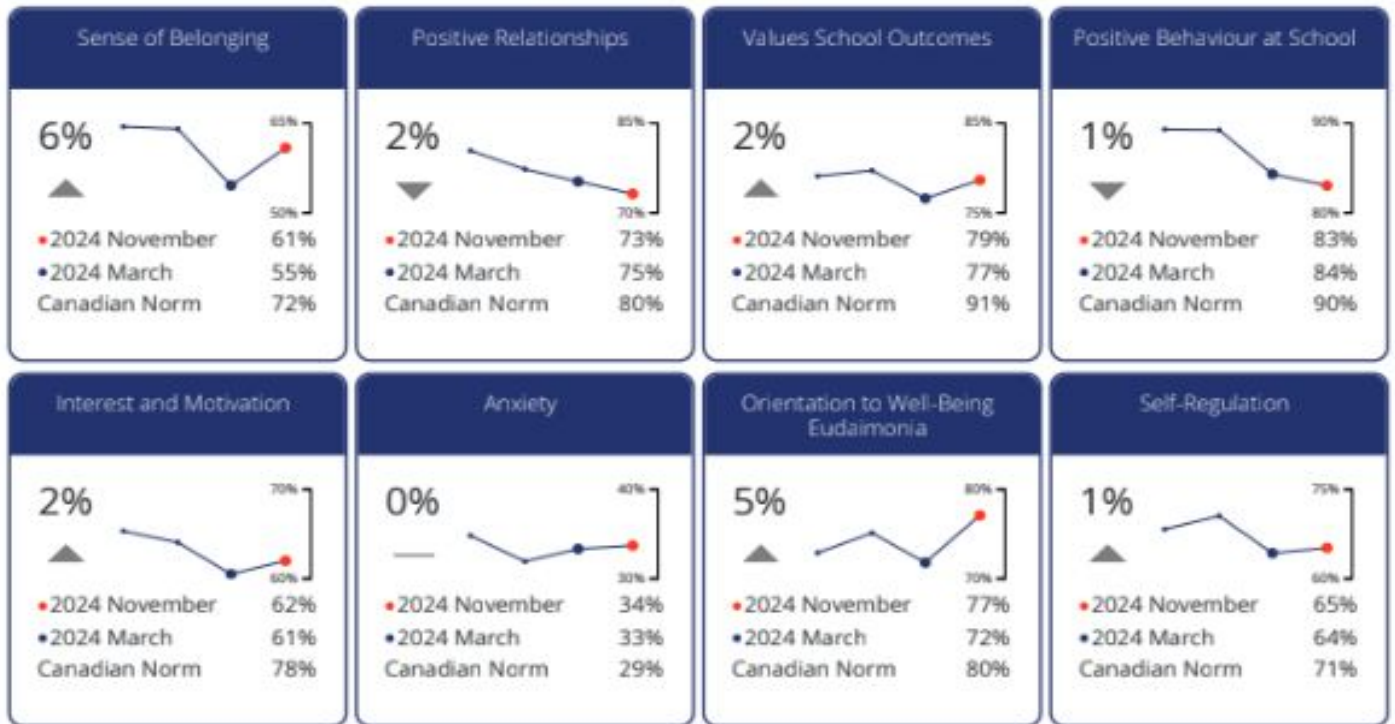 Sense of Belonging
6%
65%
50%
2024 November 61%
2024 March 55%
Canadian Norm 72%
Positive Relationships
2%
85%
70%
2024 November 73%
2024 March 75%
Canadian Norm 80%
Values School Outcomes
2%
85%
75%
2024 November 79%
2024 March 77%
Canadian Norm 91%
Positive Behaviour at School
1%
90%
80%
2024 November 83%
2024 March 84%
Canadian Norm 90%
Interest and Motivation
2%
70%
60%
2024 November 62%
2024 March 61%
Canadian Norm 78%
Anxiety
0%
40%
30%
2024 November 34%
2024 March 33%
Canadian Norm 29%
Orientation to Well-Being
Eudaimonia
5%
80%
70%
2024 November 77%
2024 March 72%
Canadian Norm 80%
Self-Regulation
1%
75%
60%
2024 November 65%
2024 March 64%
Canadian Norm 71%